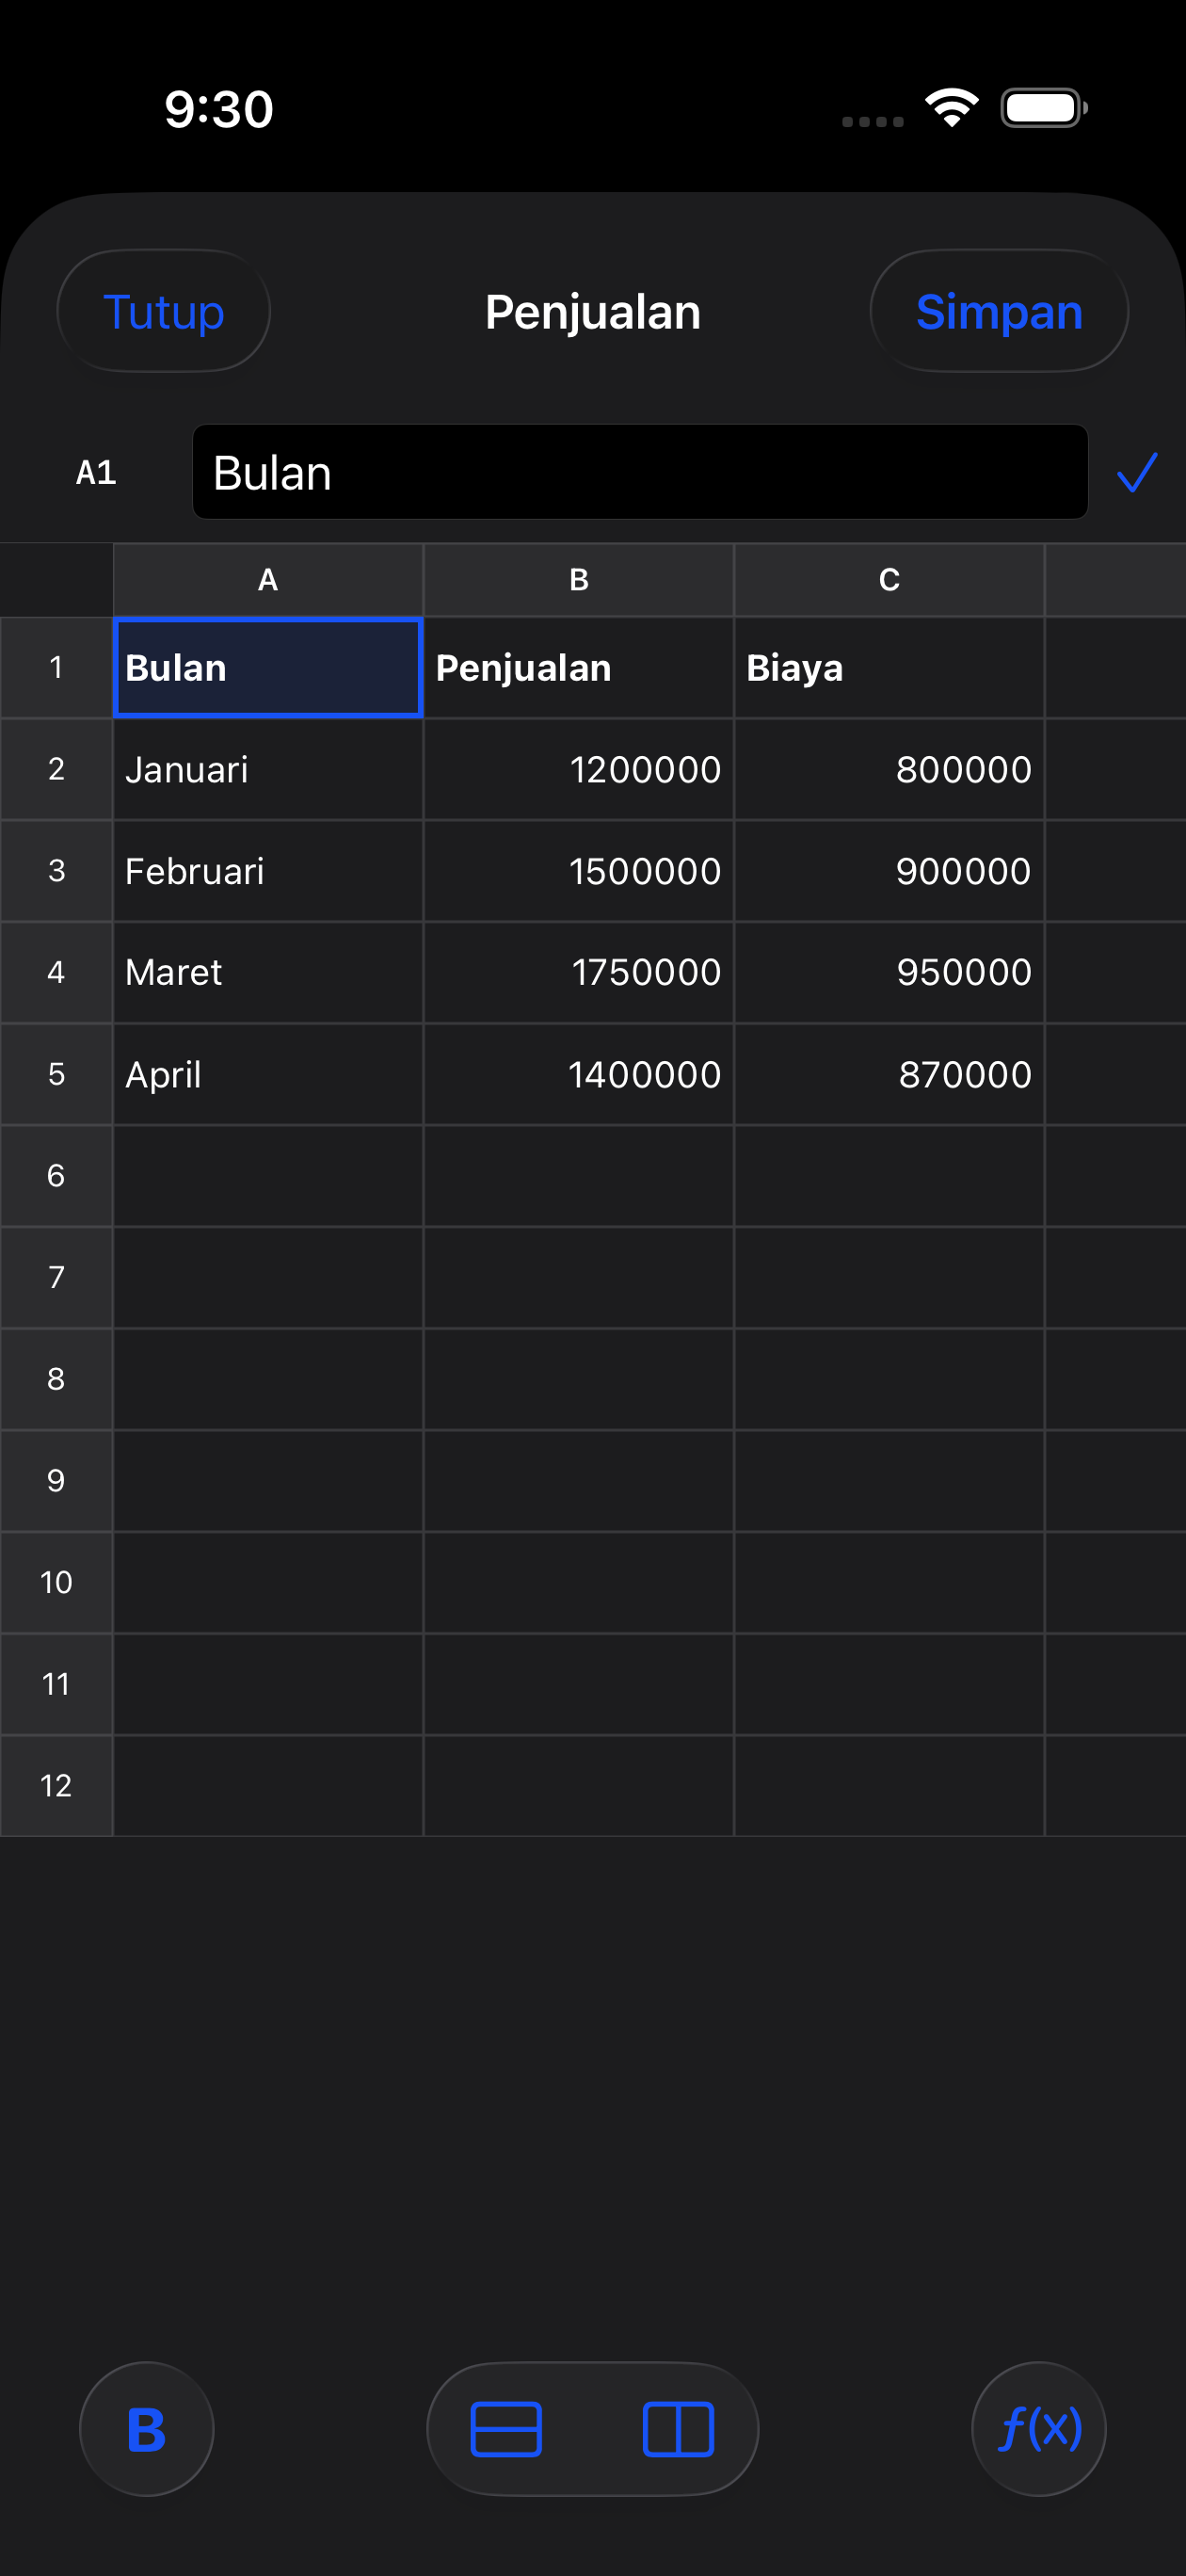 9:30
Tutup Penjualan Simpan
A1 Bulan
A B C
1 Bulan Penjualan Biaya
2 Januari 1200000 800000
3 Februari 1500000 900000
4 Maret 1750000 950000
5 April 1400000 870000
6
7
8
9
10
11
12
B f(x)